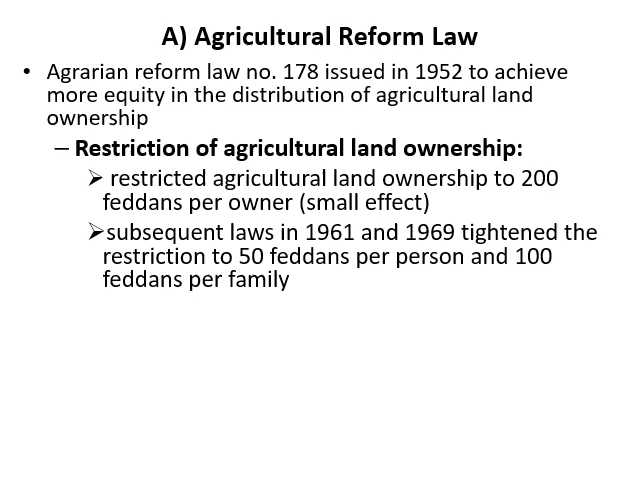 A) Agricultural Reform Law
• Agrarian reform law no. 178 issued in 1952 to achieve
more equity in the distribution of agricultural land
ownership
– Restriction of agricultural land ownership:
➢ restricted agricultural land ownership to 200
feddans per owner (small effect)
➢subsequent laws in 1961 and 1969 tightened the
restriction to 50 feddans per person and 100
feddans per family